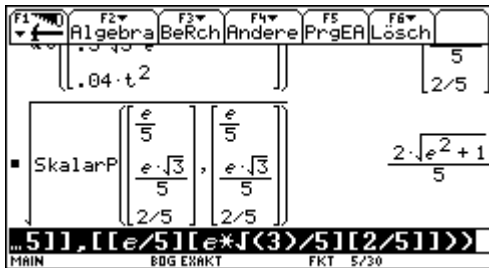 F1 F2 F3 F4 F5 F6
Algebra BeRch Andere PrgEA Lösch
.04·t² 5
2/5
e/5 e/5
■ √SkalarP([e/5][e·√3/5][2/5],[e/5][e·√3/5][2/5]) 2·√e²+1/5
…5]],[[e/5][e*√(3)/5][2/5]]))
MAIN BOG EXAKT FKT 5/30